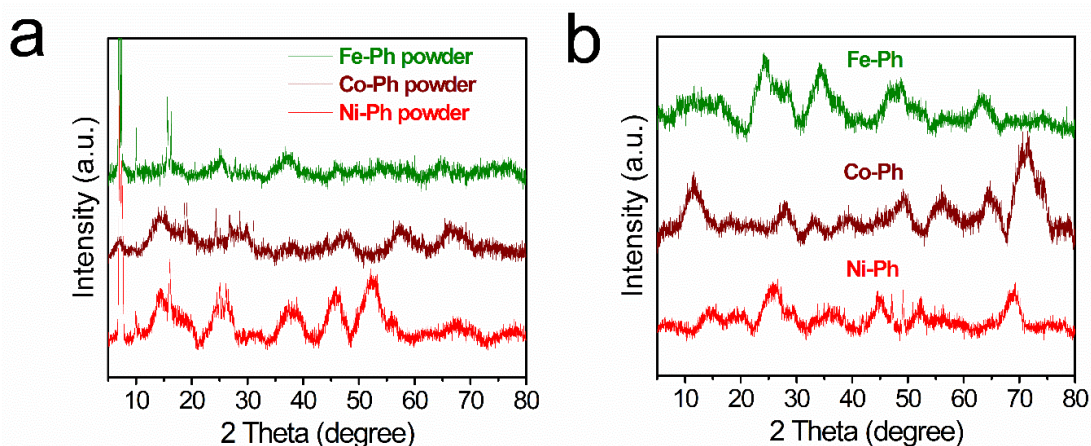 a
Fe-Ph powder
Co-Ph powder
Ni-Ph powder
Intensity (a.u.)
10 20 30 40 50 60 70 80
2 Theta (degree)
b
Fe-Ph
Co-Ph
Ni-Ph
Intensity (a.u.)
10 20 30 40 50 60 70 80
2 Theta (degree)